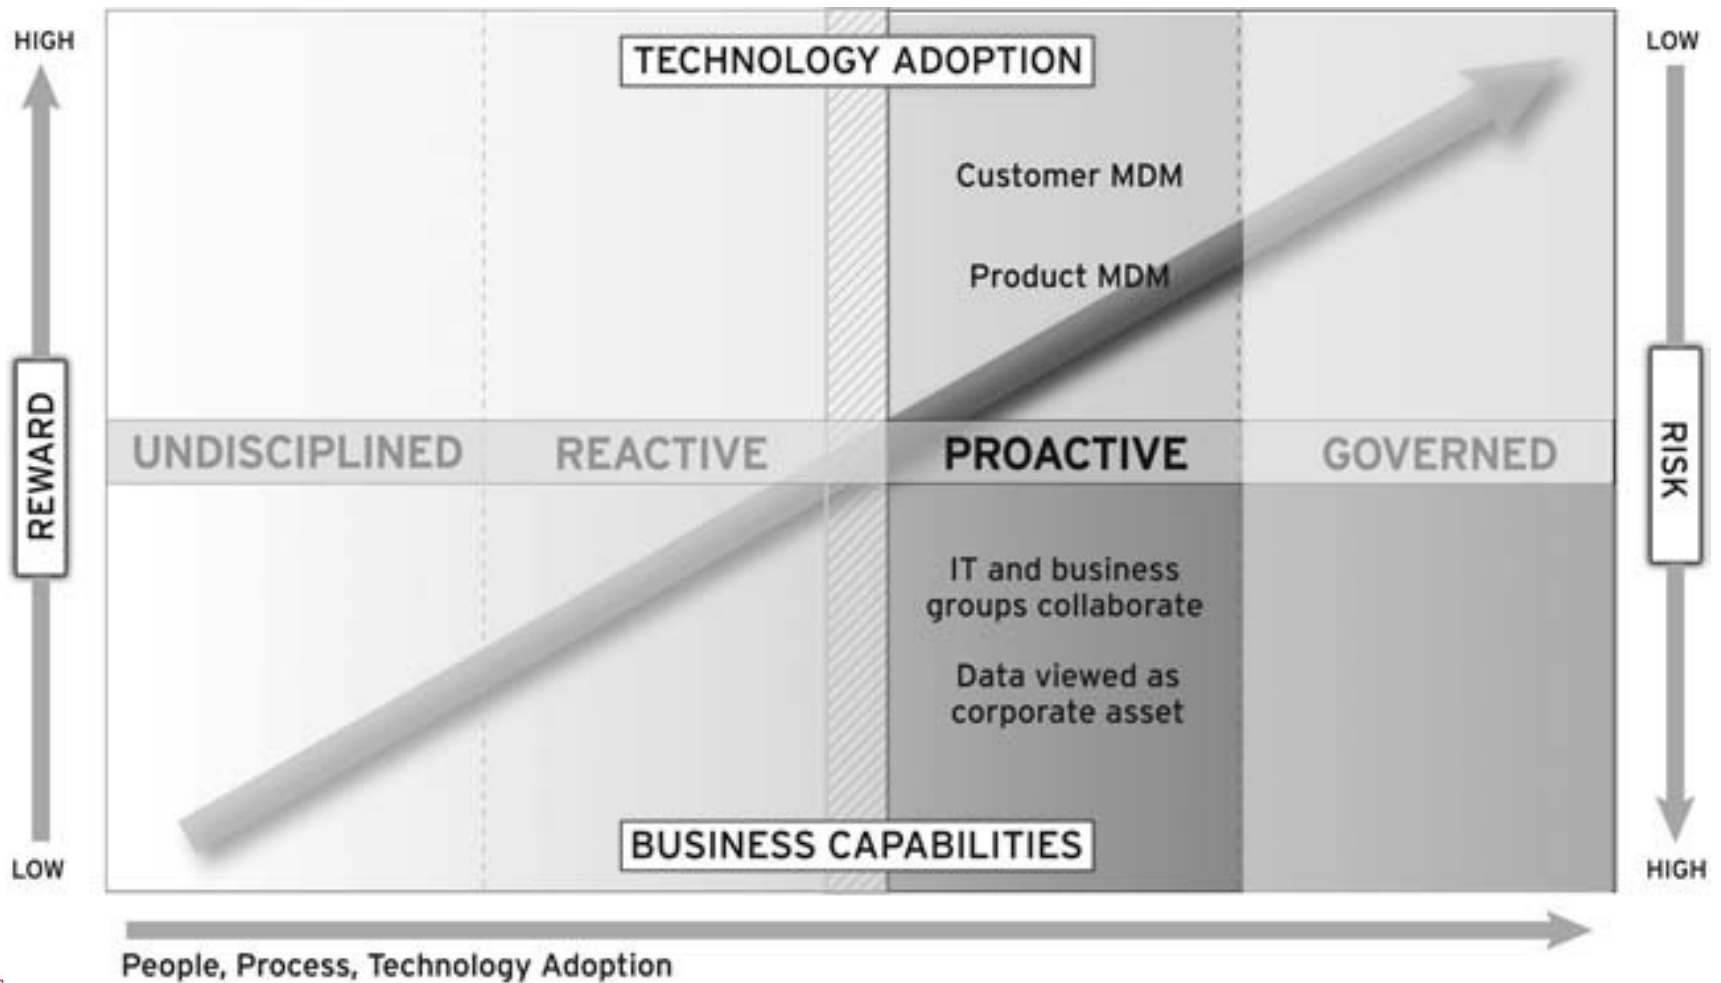 HIGH
LOW
TECHNOLOGY ADOPTION
Customer MDM
Product MDM
REWARD
UNDISCIPLINED
REACTIVE
PROACTIVE
GOVERNED
RISK
IT and business
groups collaborate
Data viewed as
corporate asset
BUSINESS CAPABILITIES
LOW
HIGH
People, Process, Technology Adoption